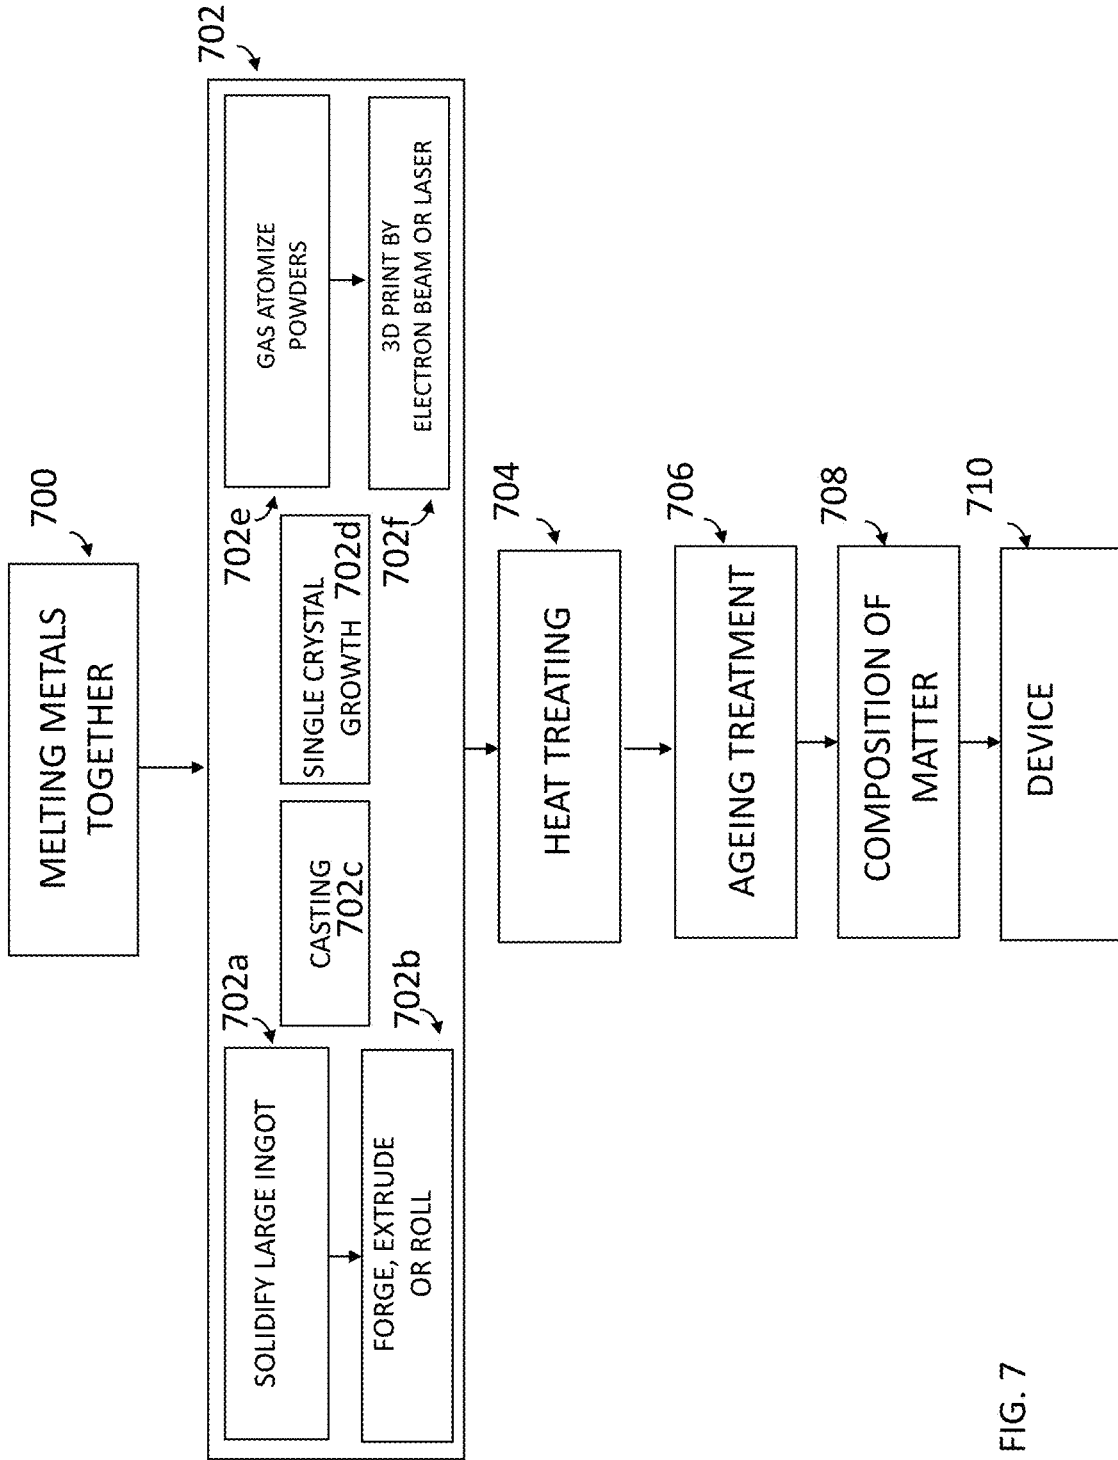 700
MELTING METALS
TOGETHER
702
702a
SOLIDIFY LARGE INGOT
702b
FORGE, EXTRUDE
OR ROLL
CASTING
702c
SINGLE CRYSTAL
GROWTH 702d
702e
GAS ATOMIZE
POWDERS
702f
3D PRINT BY
ELECTRON BEAM OR LASER
704
HEAT TREATING
706
AGEING TREATMENT
708
COMPOSITION OF
MATTER
710
DEVICE
FIG. 7